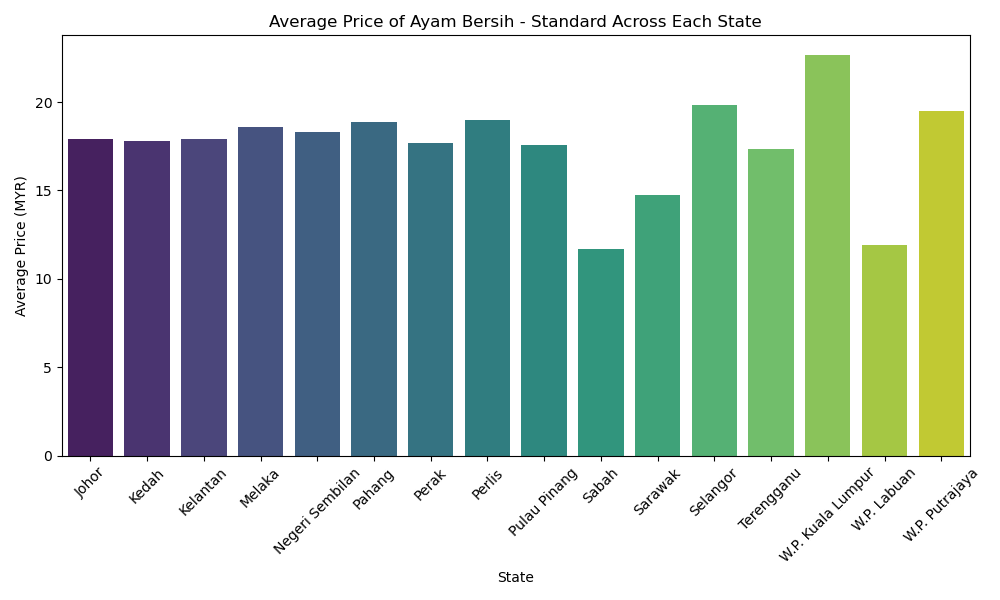 Average Price of Ayam Bersih - Standard Across Each State
Average Price (MYR)
20
15
10
5
0
Johor
Kedah
Kelantan
Melaka
Negeri Sembilan
Pahang
Perak
Perlis
Pulau Pinang
Sabah
Sarawak
Selangor
Terengganu
W.P. Kuala Lumpur
W.P. Labuan
W.P. Putrajaya
State